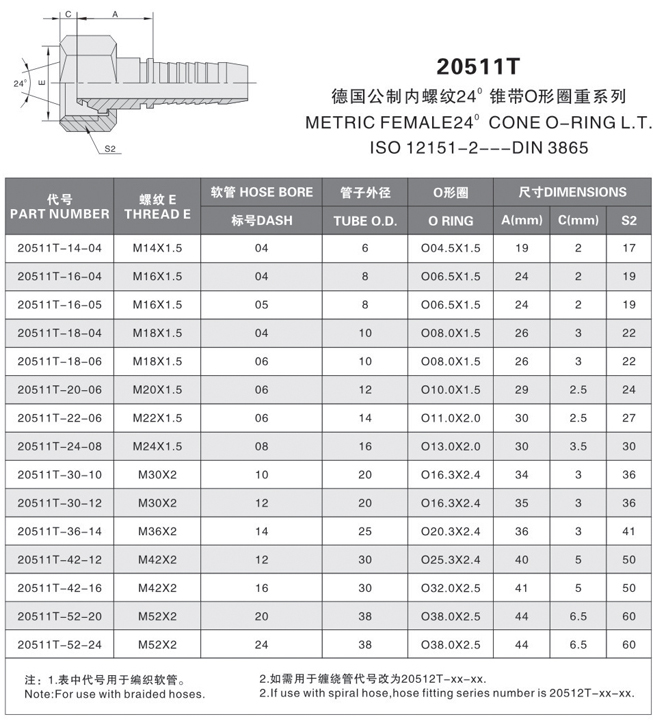 C A
24° E
S2
20511T
德国公制内螺纹24° 锥带O形圈重系列
METRIC FEMALE24° CONE O-RING L.T.
ISO 12151-2---DIN 3865
代号 螺纹 E 软管 HOSE BORE 管子外径 O形圈 尺寸DIMENSIONS
PART NUMBER THREAD E 标号DASH TUBE O.D. O RING A(mm) C(mm) S2
20511T-14-04 M14X1.5 04 6 O04.5X1.5 19 2 17
20511T-16-04 M16X1.5 04 8 O06.5X1.5 24 2 19
20511T-16-05 M16X1.5 05 8 O06.5X1.5 24 2 19
20511T-18-04 M18X1.5 04 10 O08.0X1.5 26 3 22
20511T-18-06 M18X1.5 06 10 O08.0X1.5 26 3 22
20511T-20-06 M20X1.5 06 12 O10.0X1.5 29 2.5 24
20511T-22-06 M22X1.5 06 14 O11.0X2.0 30 2.5 27
20511T-24-08 M24X1.5 08 16 O13.0X2.0 30 3.5 30
20511T-30-10 M30X2 10 20 O16.3X2.4 34 3 36
20511T-30-12 M30X2 12 20 O16.3X2.4 35 3 36
20511T-36-14 M36X2 14 25 O20.3X2.4 36 3 41
20511T-42-12 M42X2 12 30 O25.3X2.4 40 5 50
20511T-42-16 M42X2 16 30 O32.0X2.5 41 5 50
20511T-52-20 M52X2 20 38 O38.0X2.5 44 6.5 60
20511T-52-24 M52X2 24 38 O38.0X2.5 44 6.5 60
注：1.表中代号用于编织软管。 2.如需用于缠绕管代号改为20512T-xx-xx.
Note:For use with braided hoses. 2.If use with spiral hose,hose fitting series number is 20512T-xx-xx.